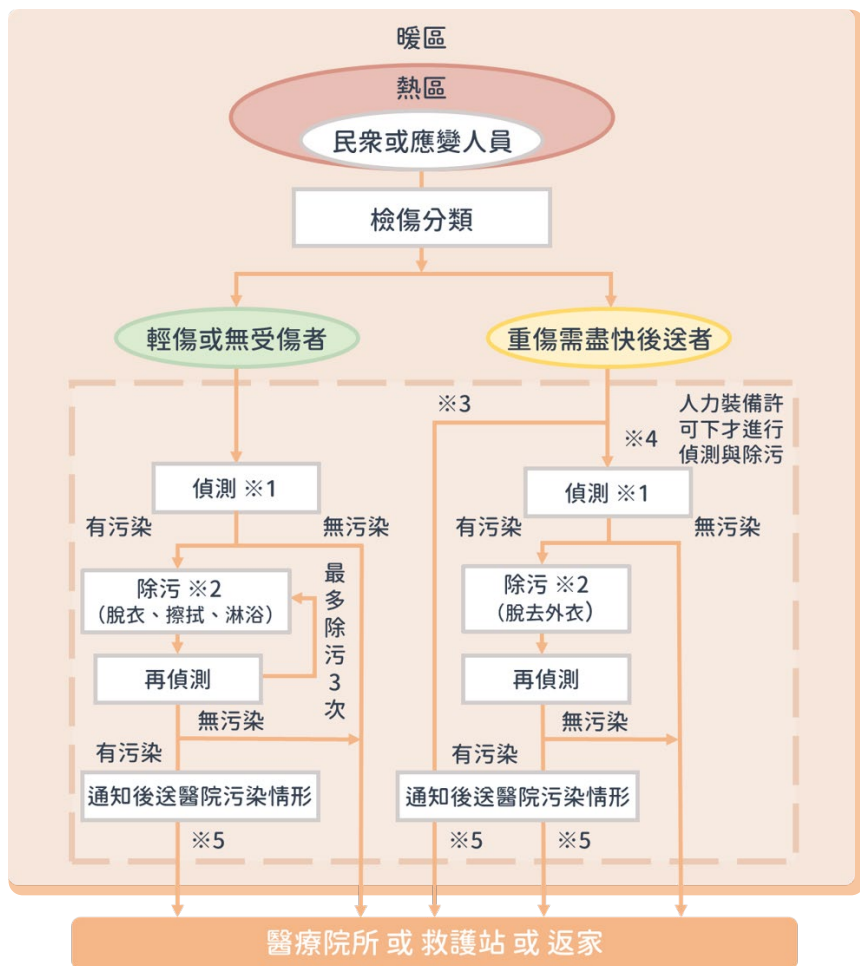 暖區
熱區
民眾或應變人員
檢傷分類
輕傷或無受傷者
重傷需盡快後送者
※3
※4
人力裝備許
可下才進行
偵測與除污
偵測 ※1
有污染
無污染
除污 ※2
(脫衣、擦拭、淋浴)
最多除污3次
再偵測
無污染
有污染
通知後送醫院污染情形
※5
偵測 ※1
有污染
無污染
除污 ※2
(脫去外衣)
再偵測
無污染
有污染
通知後送醫院污染情形
※5
※5
醫療院所 或 救護站 或 返家